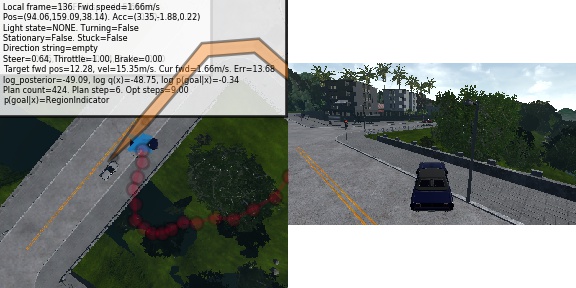 Local frame=136. Fwd speed=1.66m/s
Pos=(94.06,159.09,38.14). Acc=(3.35,-1.88,0.22)
Light state=NONE. Turning=False
Stationary=False. Stuck=False
Direction string=empty
Steer=0.64, Throttle=1.00, Brake=0.00
Target fwd pos=12.28, vel=15.35m/s. Cur fwd=1.66m/s. Err=13.68
log_posterior=-49.09, log q(x)=-48.75, log p(goal|x)=-0.34
Plan count=424. Plan step=6. Opt steps=9.00
p(goal|x)=RegionIndicator